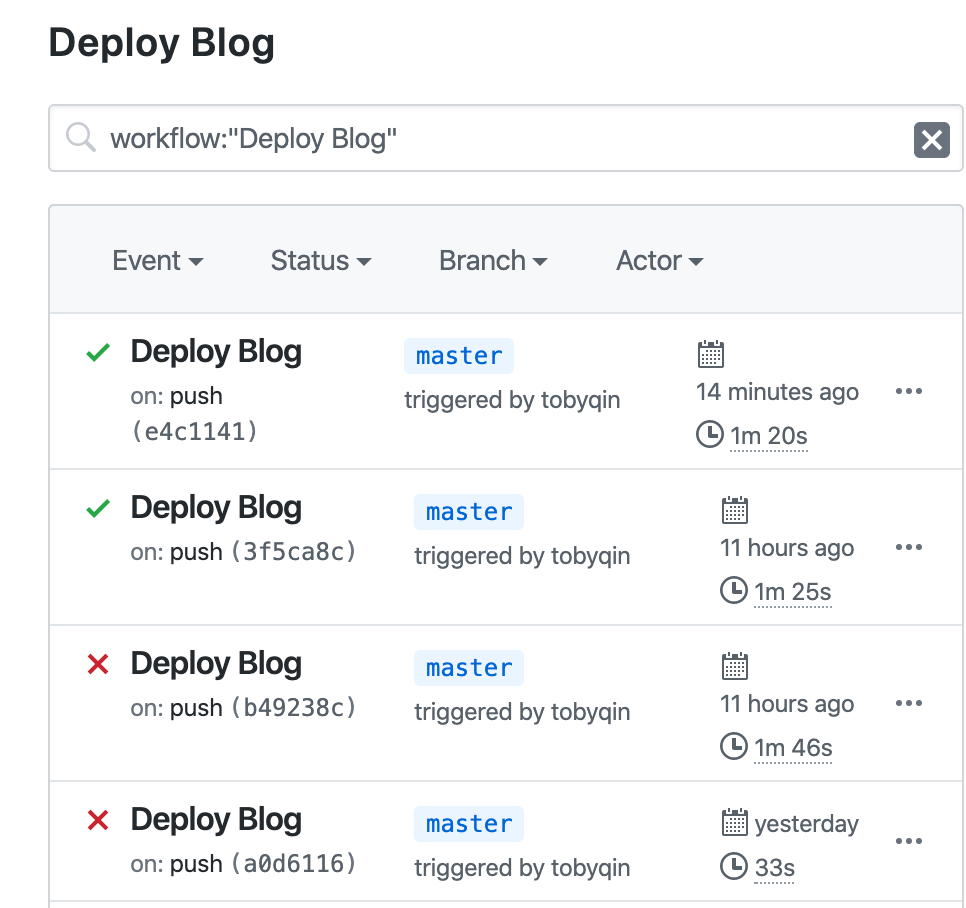 Deploy Blog
workflow:"Deploy Blog"
Event Status Branch Actor
Deploy Blog
on: push
(e4c1141)
master
triggered by tobyqin
14 minutes ago
1m 20s
Deploy Blog
on: push (3f5ca8c)
master
triggered by tobyqin
11 hours ago
1m 25s
Deploy Blog
on: push (b49238c)
master
triggered by tobyqin
11 hours ago
1m 46s
Deploy Blog
on: push (a0d6116)
master
triggered by tobyqin
yesterday
33s